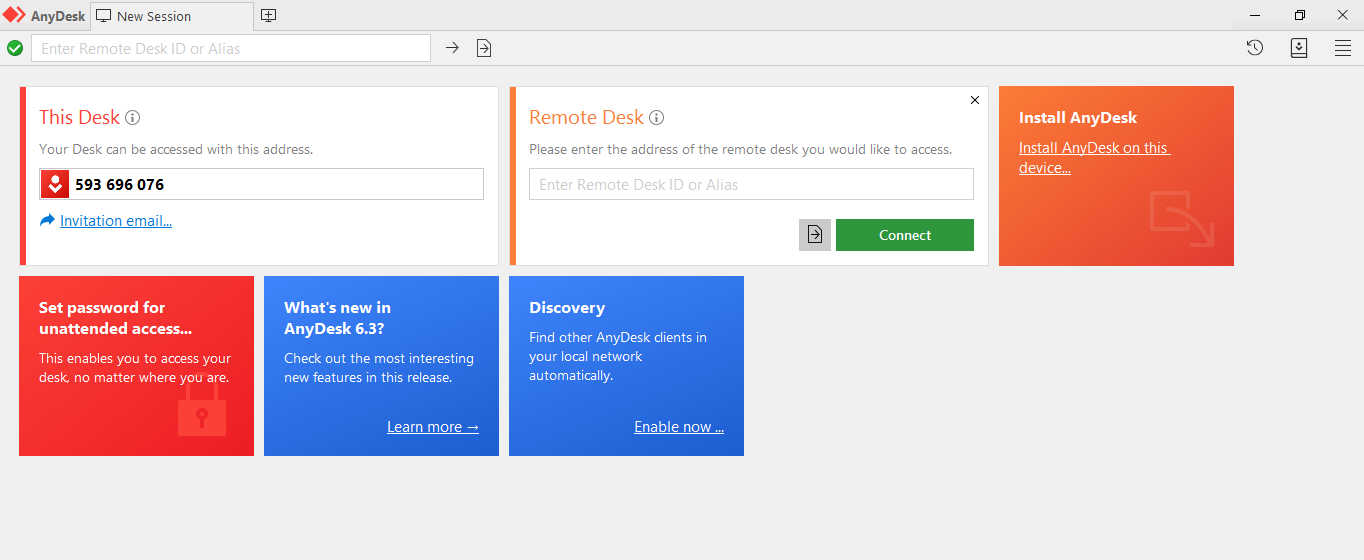 AnyDesk
New Session
Enter Remote Desk ID or Alias
This Desk
Your Desk can be accessed with this address.
593 696 076
Invitation email...
Remote Desk
Please enter the address of the remote desk you would like to access.
Enter Remote Desk ID or Alias
Connect
Install AnyDesk
Install AnyDesk on this
device...
Set password for
unattended access...
This enables you to access your
desk, no matter where you are.
What's new in
AnyDesk 6.3?
Check out the most interesting
new features in this release.
Learn more →
Discovery
Find other AnyDesk clients in
your local network
automatically.
Enable now ...